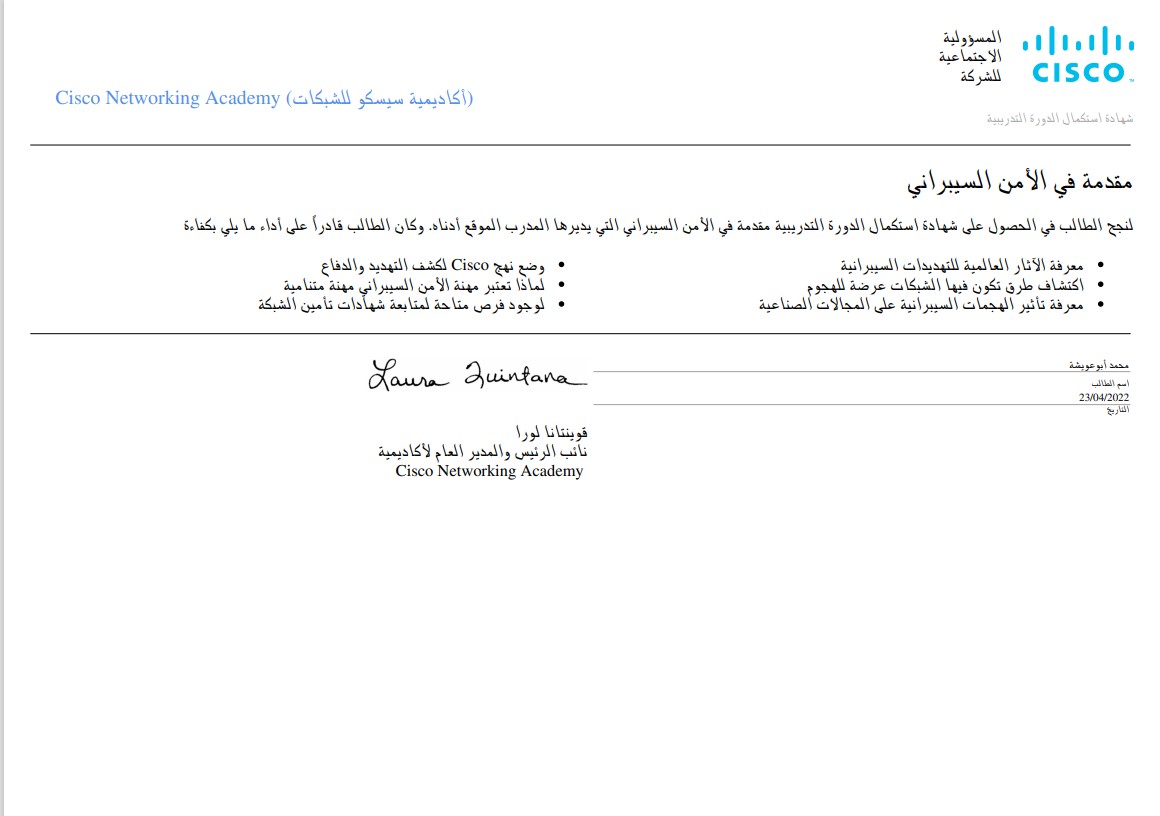 المسؤولية
الاجتماعية
للشركة
CISCO
Cisco Networking Academy (أكاديمية سيسكو للشبكات)
شهادة استكمال الدورة التدريبية
مقدمة في الأمن السيبراني
لنجح الطالب في الحصول على شهادة استكمال الدورة التدريبية مقدمة في الأمن السيبراني التي يديرها المدرب الموقع أدناه. وكان الطالب قادراً على أداء ما يلي بكفاءة
• معرفة الآثار العالمية للتهديدات السيبرانية
• اكتشاف طرق تكون فيها الشبكات عرضة للهجوم
• معرفة تأثير الهجمات السيبرانية على المجالات الصناعية
• وضع نهج Cisco لكشف التهديد والدفاع
• لماذا تعتبر مهنة الأمن السيبراني مهنة متنامية
• لوجود فرص متاحة لمتابعة شهادات تأمين الشبكة
محمد أبوعويشة
اسم الطالب
23/04/2022
التاريخ
Laura Quintana
قوينتانا لورا
نائب الرئيس والمدير العام لأكاديمية
Cisco Networking Academy